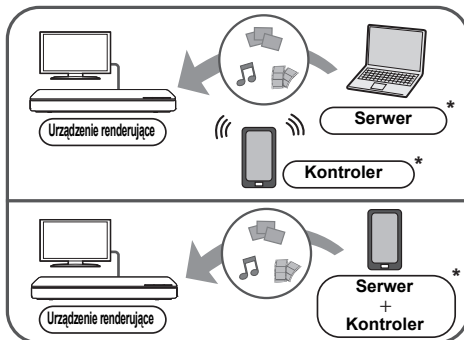 Urządzenie renderujące
Serwer
*
Kontroler
*
Urządzenie renderujące
Serwer
+
Kontroler
*